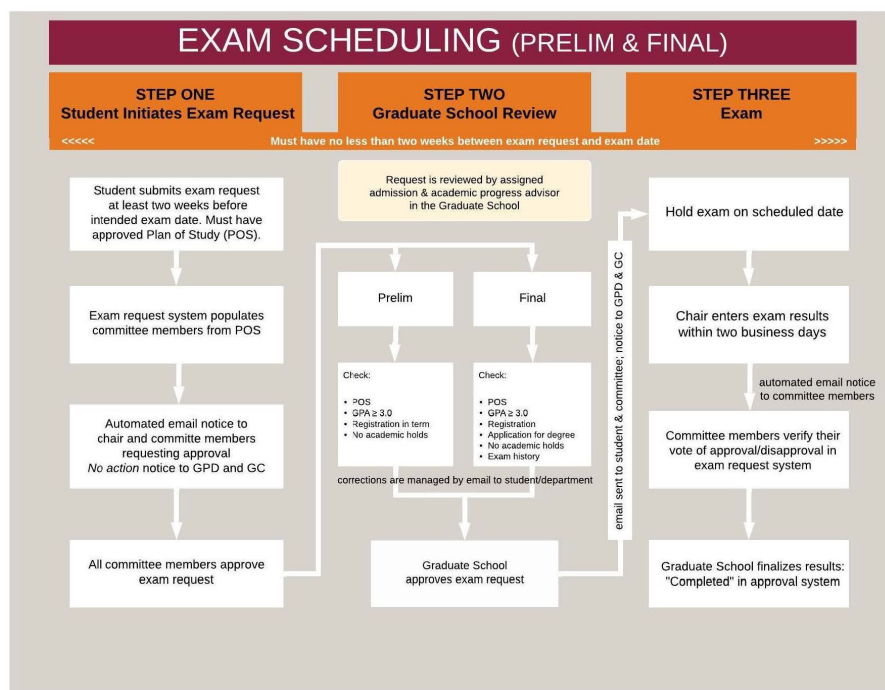 EXAM SCHEDULING (PRELIM & FINAL)
STEP ONE
Student Initiates Exam Request
STEP TWO
Graduate School Review
STEP THREE
Exam
<<<<< Must have no less than two weeks between exam request and exam date >>>>>
Student submits exam request
at least two weeks before
intended exam date. Must have
approved Plan of Study (POS).
Exam request system populates
committee members from POS
Automated email notice to
chair and committe members
requesting approval
No action notice to GPD and GC
All committee members approve
exam request
Request is reviewed by assigned
admission & academic progress advisor
in the Graduate School
Prelim
Final
Check:
• POS
• GPA ≥ 3.0
• Registration in term
• No academic holds
Check:
• POS
• GPA ≥ 3.0
• Registration
• Application for degree
• No academic holds
• Exam history
corrections are managed by email to student/department
Graduate School
approves exam request
email sent to student & committee; notice to GPD & GC
Hold exam on scheduled date
Chair enters exam results
within two business days
automated email notice
to committee members
Committee members verify their
vote of approval/disapproval in
exam request system
Graduate School finalizes results:
"Completed" in approval system